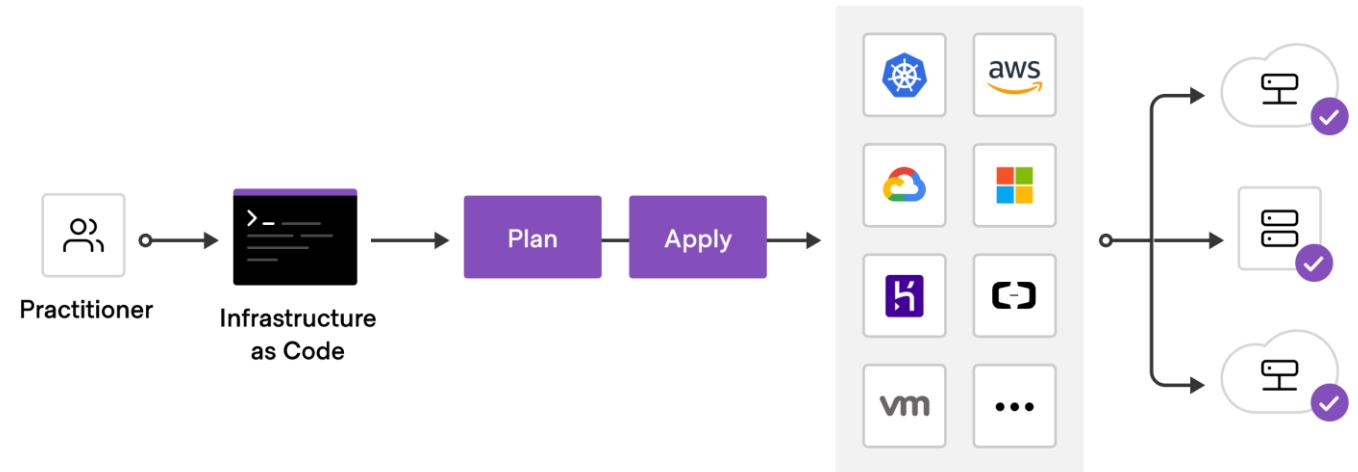 Practitioner
Infrastructure
as Code
Plan
Apply
aws
vm